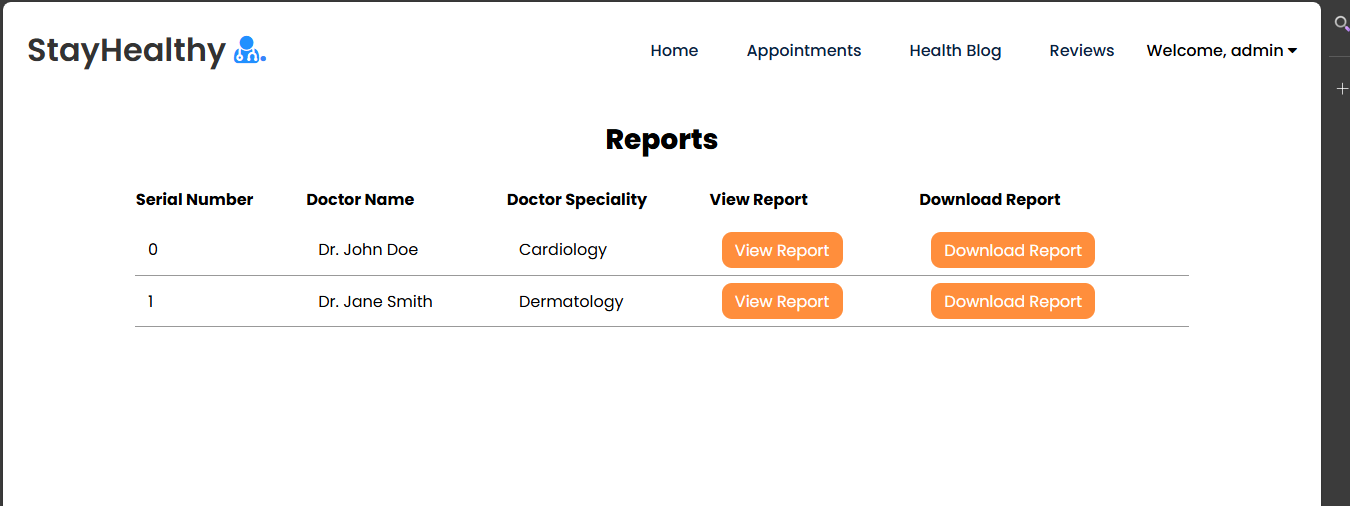 StayHealthy
Home Appointments Health Blog Reviews Welcome, admin
Reports
Serial Number Doctor Name Doctor Speciality View Report Download Report
0 Dr. John Doe Cardiology View Report Download Report
1 Dr. Jane Smith Dermatology View Report Download Report